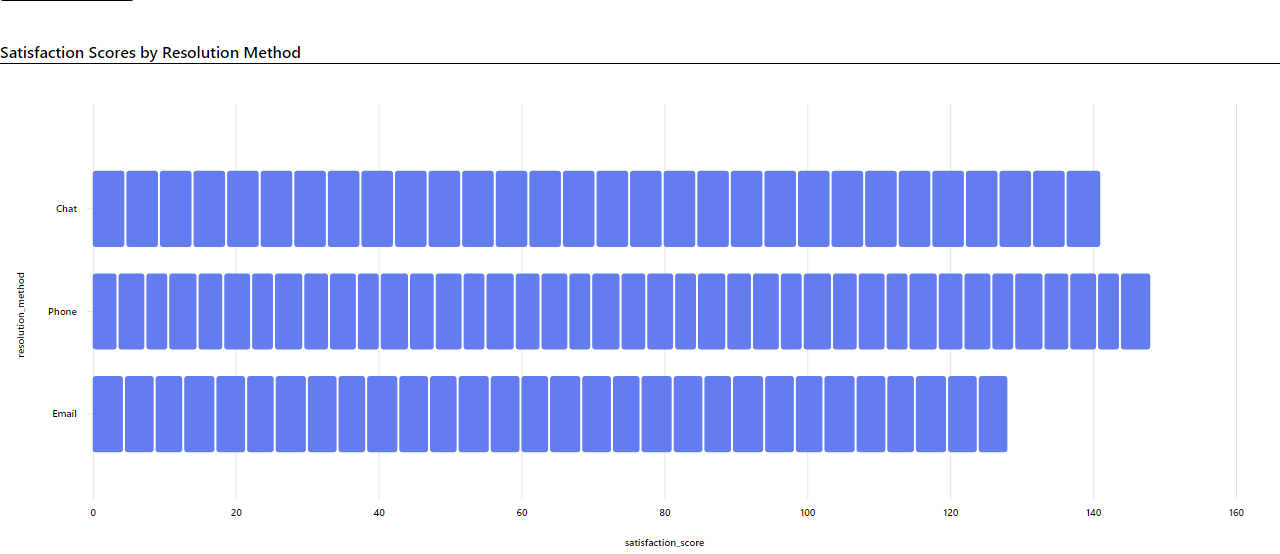 Satisfaction Scores by Resolution Method
Chat
Phone
Email
resolution_method
0 20 40 60 80 100 120 140 160
satisfaction_score